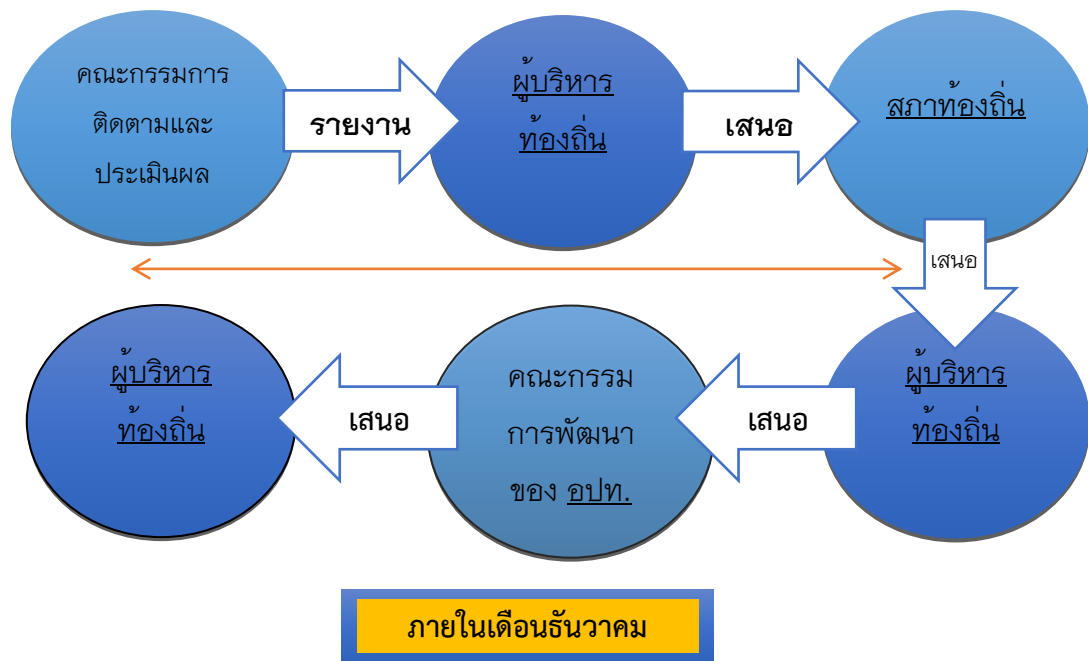 คณะกรรมการ
ติดตามและ
ประเมินผล
รายงาน
ผู้บริหาร
ท้องถิ่น
เสนอ
สภาท้องถิ่น
เสนอ
ผู้บริหาร
ท้องถิ่น
เสนอ
คณะกรรม
การพัฒนา
ของ อปท.
เสนอ
ผู้บริหาร
ท้องถิ่น
ภายในเดือนธันวาคม